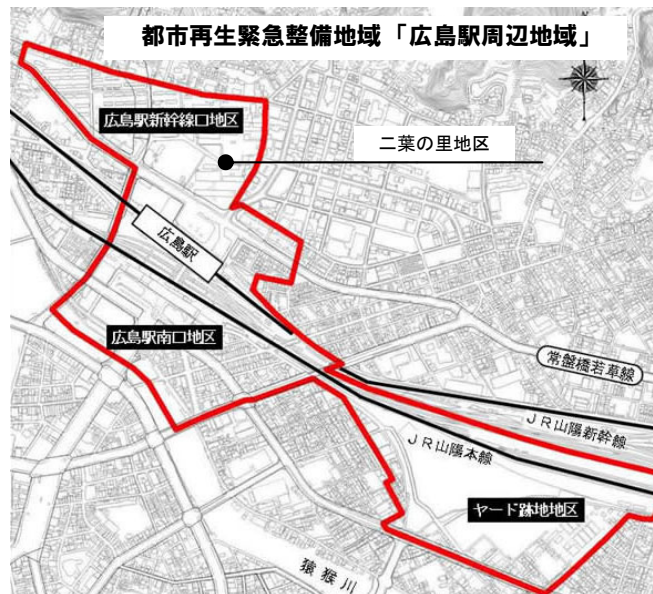 都市再生緊急整備地域「広島駅周辺地域」
広島駅新幹線口地区
二葉の里地区
広島駅
広島駅南口地区
常盤橋若草線
JR山陽新幹線
JR山陽本線
ヤード跡地地区
猿猴川